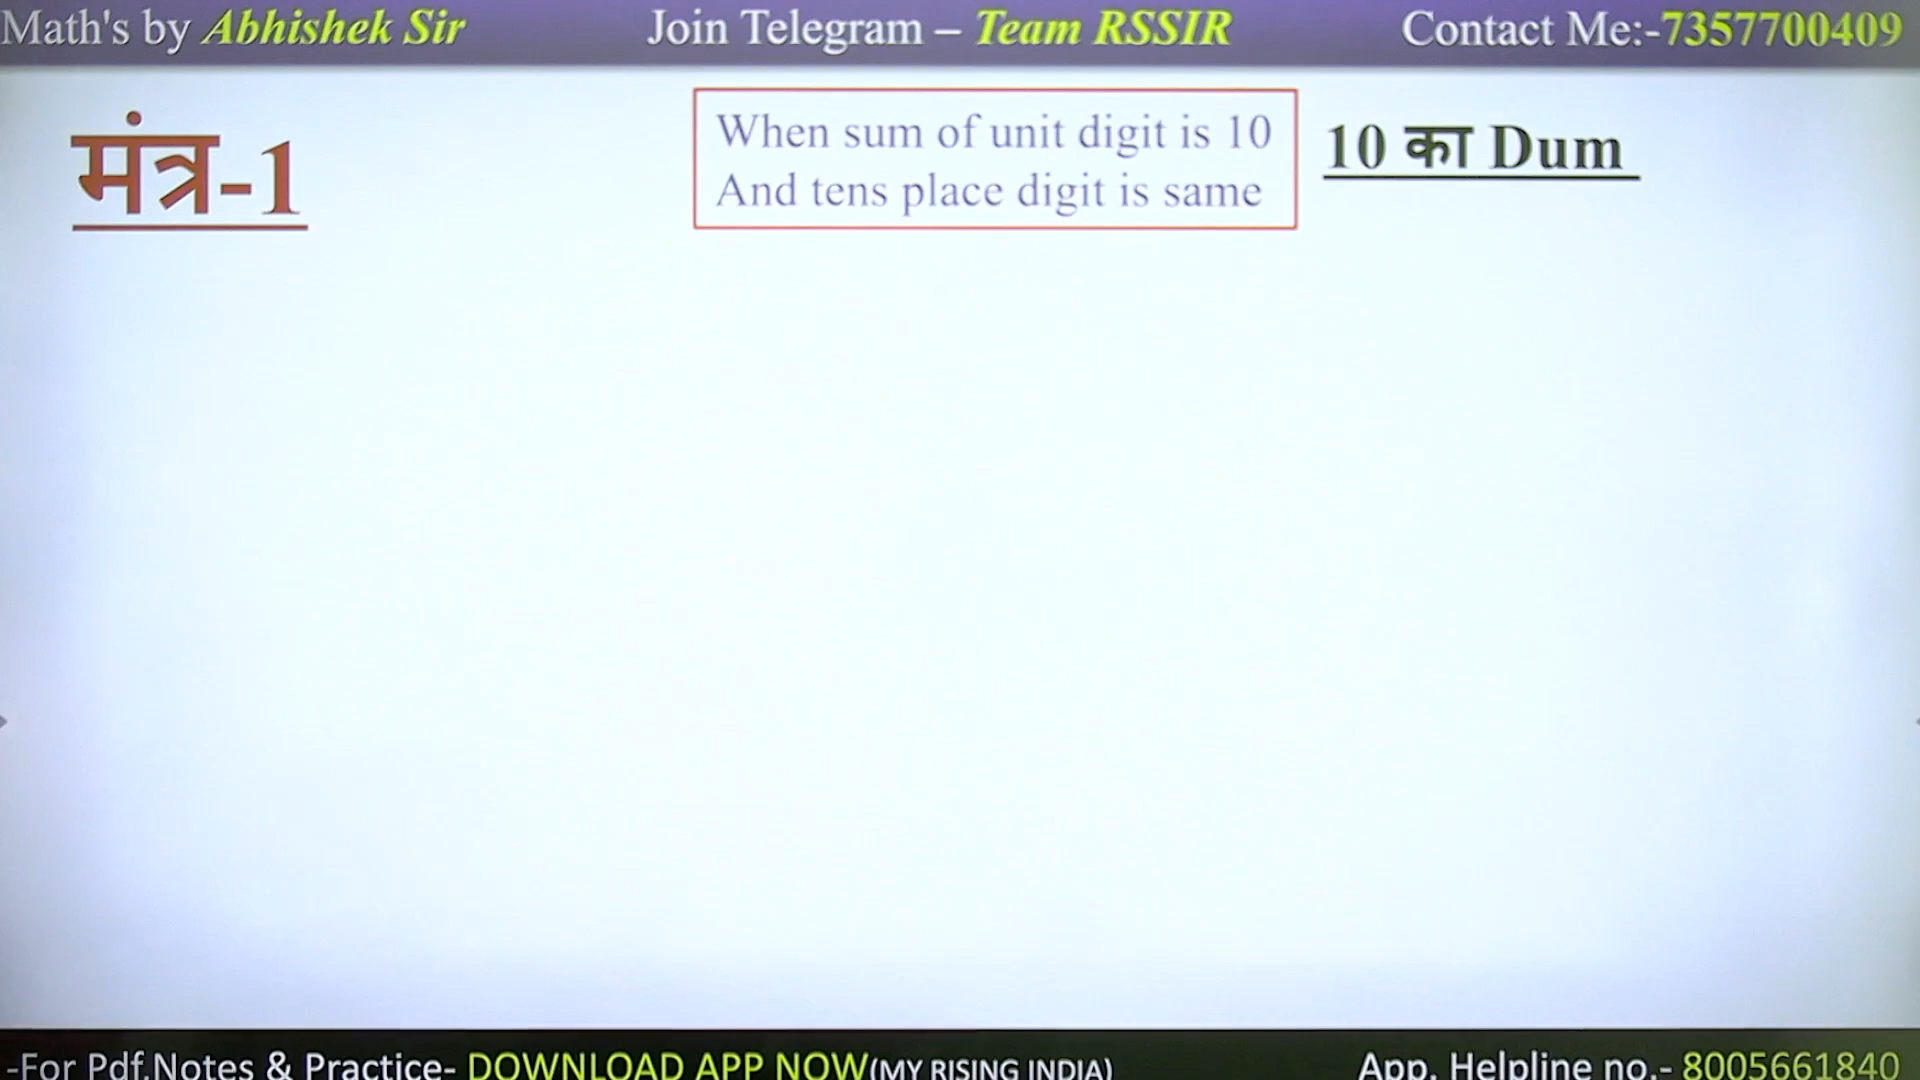 Math's by Abhishek Sir
Join Telegram – Team RSSIR
Contact Me:-7357700409
मंत्र-1
When sum of unit digit is 10
And tens place digit is same
10 का Dum
-For Pdf,Notes & Practice- DOWNLOAD APP NOW(MY RISING INDIA)
App. Helpline no.- 8005661840